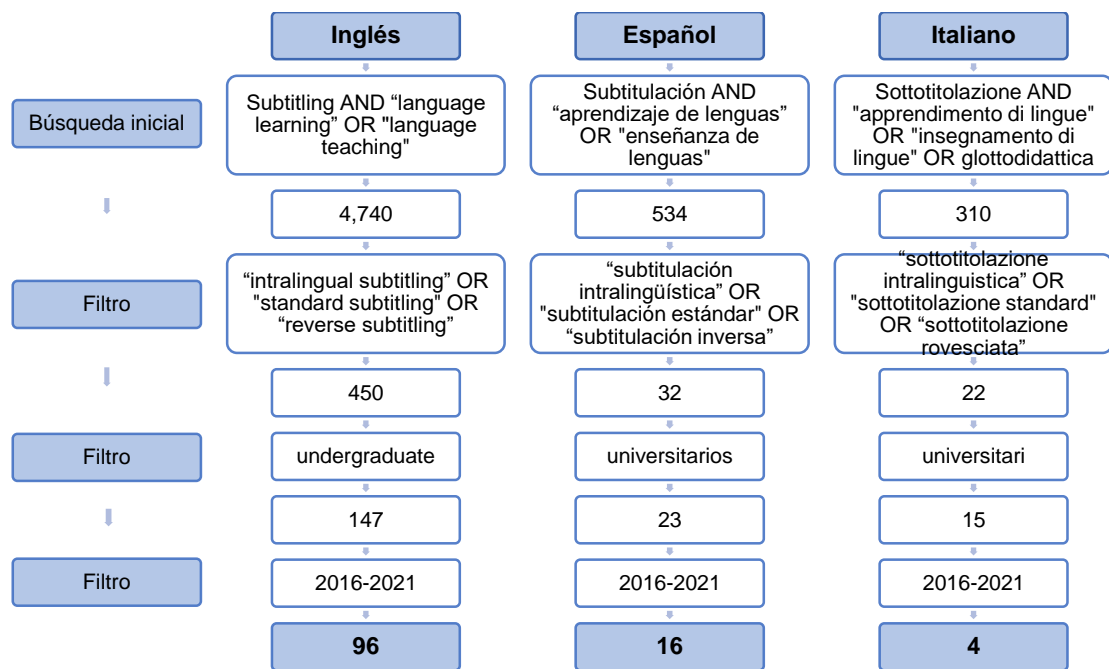 Inglés
Español
Italiano
Búsqueda inicial
Subtitling AND “language
learning” OR "language
teaching"
Subtitulación AND
“aprendizaje de lenguas”
OR "enseñanza de
lenguas"
Sottotitolazione AND
"apprendimento di lingue"
OR "insegnamento di
lingue" OR glottodidattica
4,740
534
310
Filtro
“intralingual subtitling” OR
"standard subtitling" OR
“reverse subtitling”
“subtitulación
intralingüística” OR
"subtitulación estándar" OR
“subtitulación inversa”
“sottotitolazione
intralinguistica” OR
"sottotitolazione standard"
OR “sottotitolazione
rovesciata”
450
32
22
Filtro
undergraduate
universitarios
universitari
147
23
15
Filtro
2016-2021
2016-2021
2016-2021
96
16
4